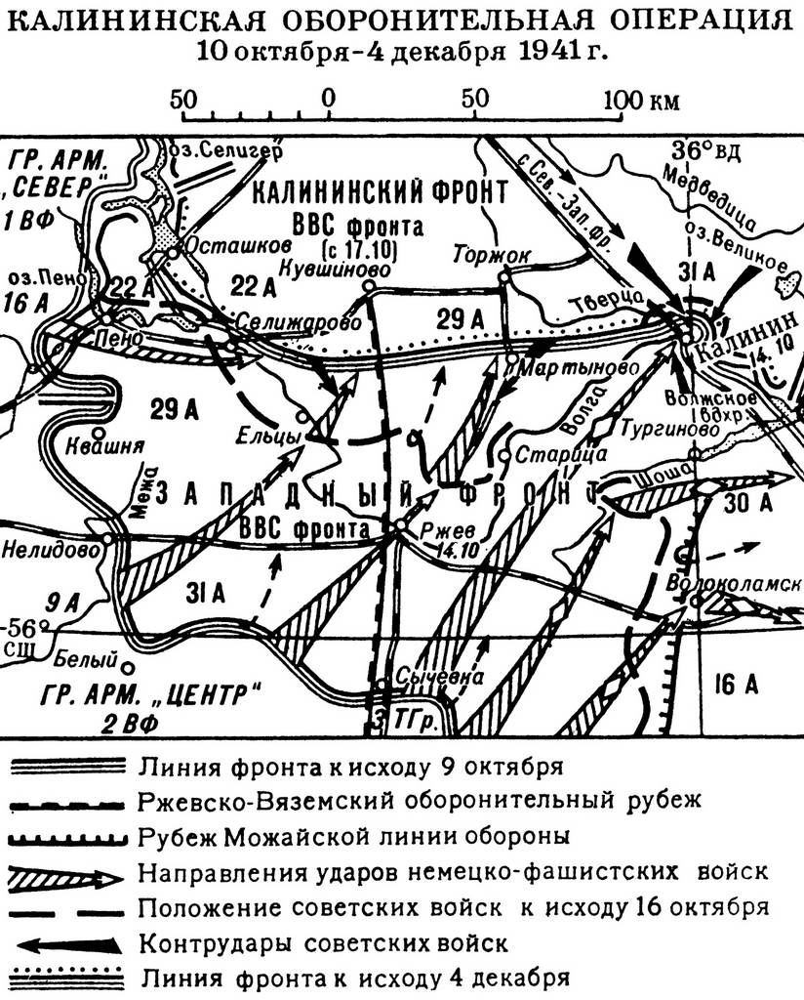 КАЛИНИНСКАЯ ОБОРОНИТЕЛЬНАЯ ОПЕРАЦИЯ
10 октября-4 декабря 1941 г.
50 0 50 100 км
оз. Селигер
36° ВД
ГР. АРМ.
„СЕВЕР"
1 ВФ
КАЛИНИНСКИЙ ФРОНТ
ВВС фронта
(с 17.10)
с Сев.-Зап. фр.
Медведица
оз. Великое
Осташков
Кувшиново
Торжок
31 А
оз. Пено
16 А
22 А
22 А
Тверца
Селижарово
29 А
Пено
Калинин
14.10
Мартыново
29 А
Волга
Волжское
вдхр.
Ельцы
Тургиново
Квашня
Старица
Шоша
Межа
ЗАПАДНЫЙ ФРОНТ
30 А
ВВС фронта
Ржев
14.10
Нелидово
31 А
9 А
Волоколамск
56°
СШ
Белый
Сычевка
ГР. АРМ. „ЦЕНТР"
2 ВФ
3 ТГр.
16 А
Линия фронта к исходу 9 октября
Ржевско-Вяземский оборонительный рубеж
Рубеж Можайской линии обороны
Направления ударов немецко-фашистских войск
Положение советских войск к исходу 16 октября
Контрудары советских войск
Линия фронта к исходу 4 декабря